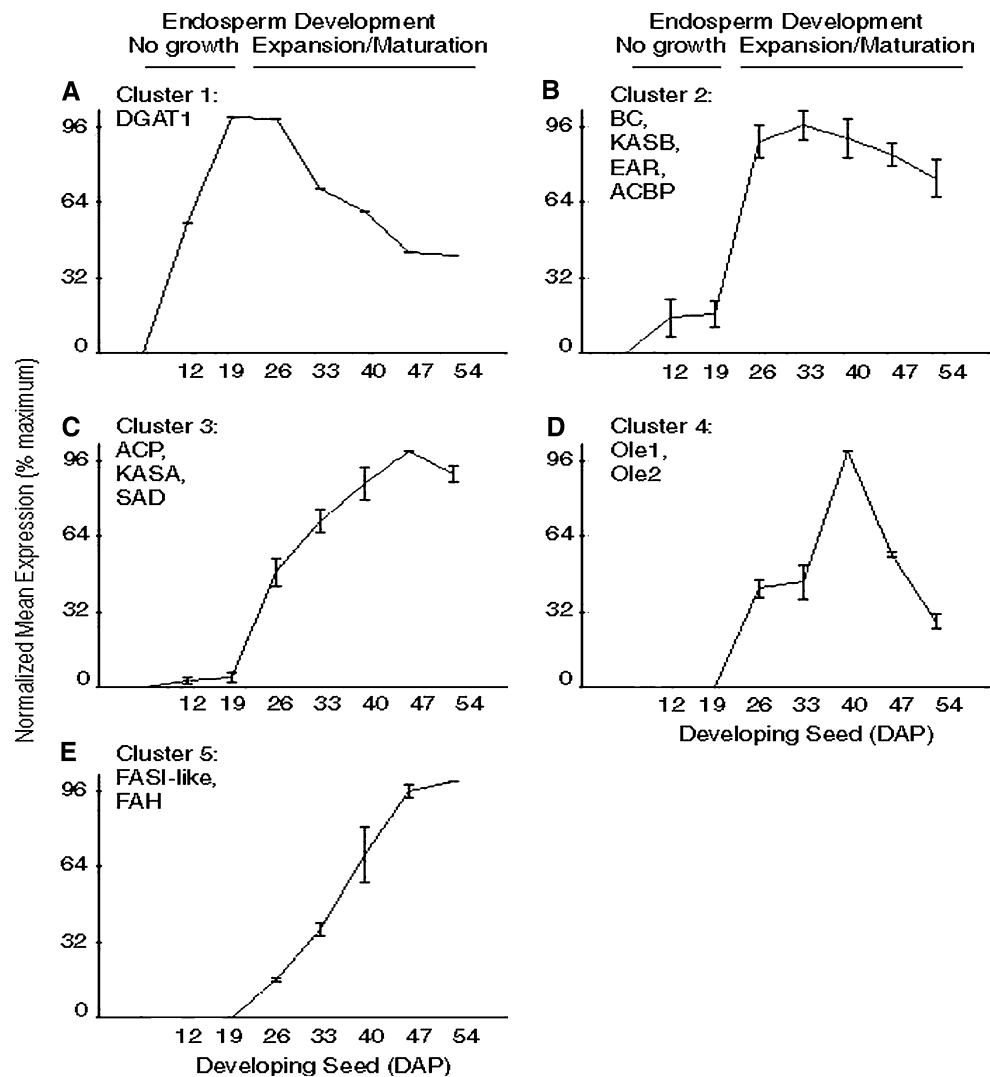 Endosperm Development
No growth Expansion/Maturation
Endosperm Development
No growth Expansion/Maturation
A
Cluster 1:
DGAT1
96
64
32
0
12 19 26 33 40 47 54
B
Cluster 2:
BC,
KASB,
EAR,
ACBP
96
64
32
0
12 19 26 33 40 47 54
Normalized Mean Expression (% maximum)
C
Cluster 3:
ACP,
KASA,
SAD
96
64
32
0
12 19 26 33 40 47 54
D
Cluster 4:
Ole1,
Ole2
96
64
32
0
12 19 26 33 40 47 54
Developing Seed (DAP)
E
Cluster 5:
FASI-like,
FAH
96
64
32
0
12 19 26 33 40 47 54
Developing Seed (DAP)